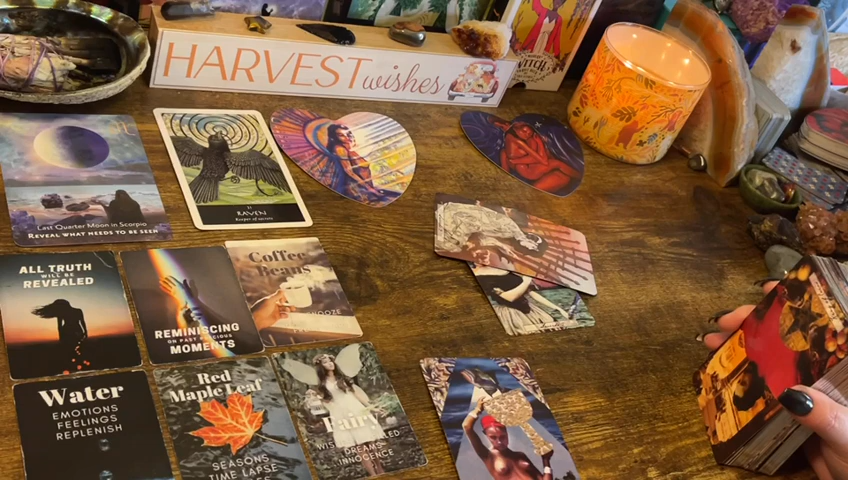 HARVEST wishes
WITCH
Last Quarter Moon in Scorpio
REVEAL WHAT NEEDS TO BE SEEN
RAVEN
Keeper of secrets
ALL TRUTH
WILL BE
REVEALED
REMINISCING
ON PAST PRECIOUS
MOMENTS
Coffee
Beans
Water
EMOTIONS
FEELINGS
REPLENISH
Red
Maple Leaf
SEASONS
TIME LAPSE
Fairy
DREAMS
INNOCENCE